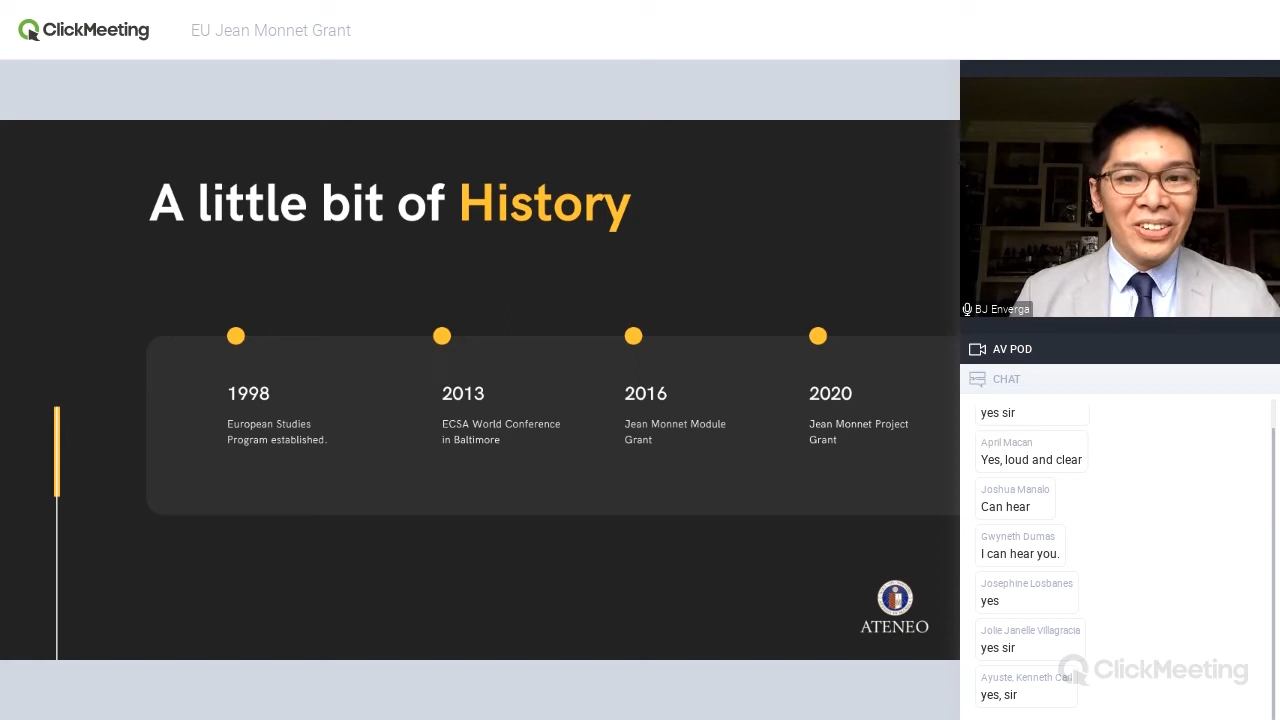 ClickMeeting
EU Jean Monnet Grant
A little bit of History
1998
European Studies
Program established.
2013
ECSA World Conference
in Baltimore
2016
Jean Monnet Module
Grant
2020
Jean Monnet Project
Grant
ATENEO
BJ Enverga
AV POD
CHAT
yes sir
April Macan
Yes, loud and clear
Joshua Manalo
Can hear
Gwyneth Dumas
I can hear you.
Josephine Losbanes
yes
Jolie Janelle Villagracia
yes sir
Ayuste, Kenneth Carl
yes, sir
ClickMeeting